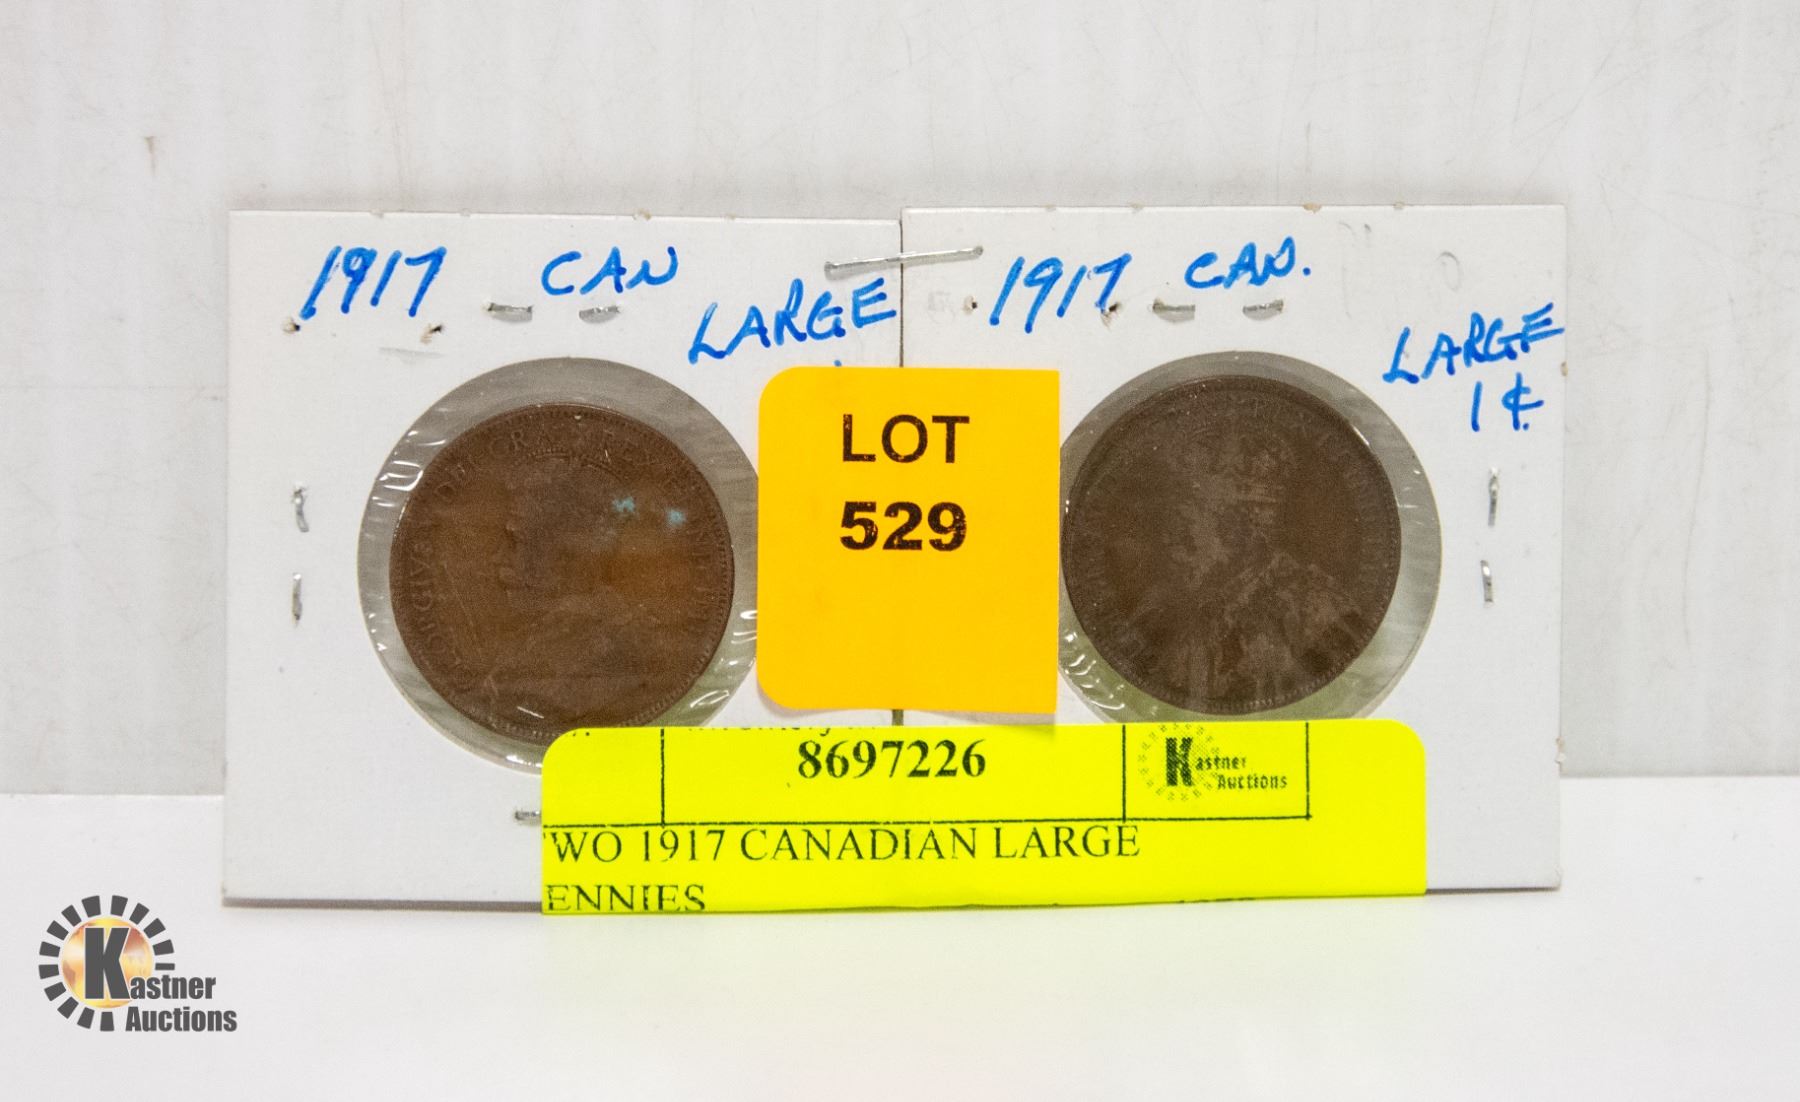 1917 CAN
LARGE
1917 CAN.
LARGE
1¢
LOT
529
8697226
Kastner
Auctions
WO 1917 CANADIAN LARGE
ENNIES
Kastner
Auctions